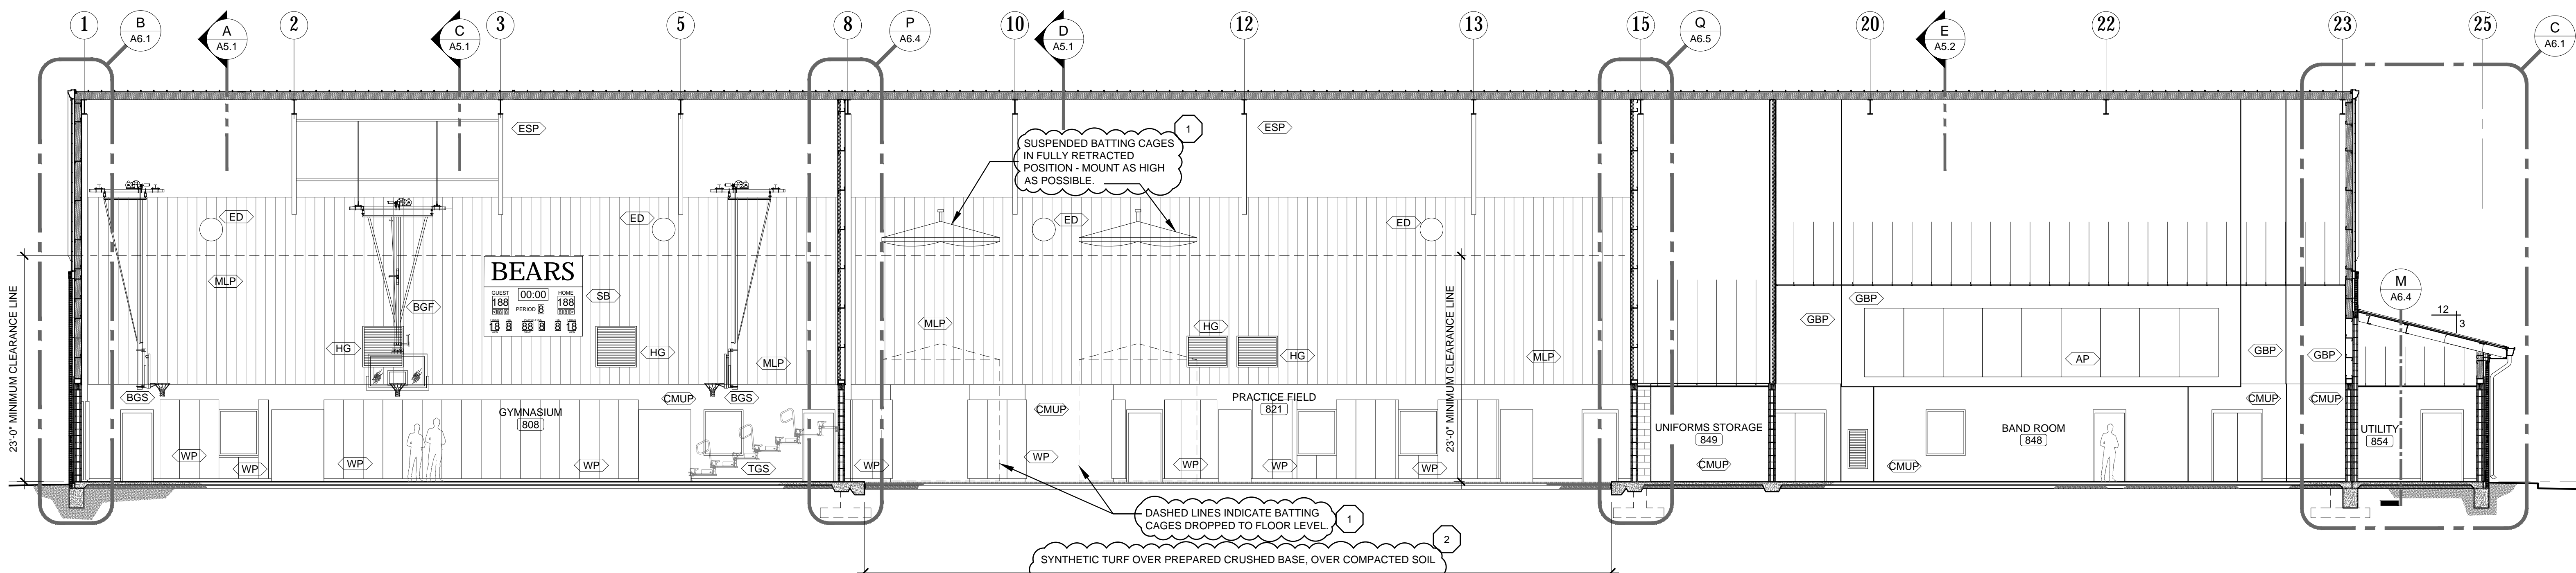 1
B
A6.1
A
A5.1
2
C
A5.1
3
5
8
P
A6.4
10
D
A5.1
12
13
15
Q
A6.5
20
E
A5.2
22
23
25
C
A6.1
ESP
ESP
1
SUSPENDED BATTING CAGES
IN FULLY RETRACTED
POSITION - MOUNT AS HIGH
AS POSSIBLE.
ED
ED
ED
ED
23'-0" MINIMUM CLEARANCE LINE
MLP
BGF
BEARS
GUEST
00:00
HOME
188
188
PERIOD 8
18 8 88 8 8 18
SB
HG
HG
MLP
MLP
HG
HG
MLP
23'-0" MINIMUM CLEARANCE LINE
GBP
GBP
AP
GBP
GBP
M
A6.4
12
3
BGS
BGS
CMUP
GYMNASIUM
808
WP
WP
WP
WP
TGS
WP
CMUP
WP
PRACTICE FIELD
821
WP
WP
WP
UNIFORMS STORAGE
849
CMUP
CMUP
BAND ROOM
848
CMUP
CMUP
UTILITY
854
DASHED LINES INDICATE BATTING
CAGES DROPPED TO FLOOR LEVEL.
1
2
SYNTHETIC TURF OVER PREPARED CRUSHED BASE, OVER COMPACTED SOIL